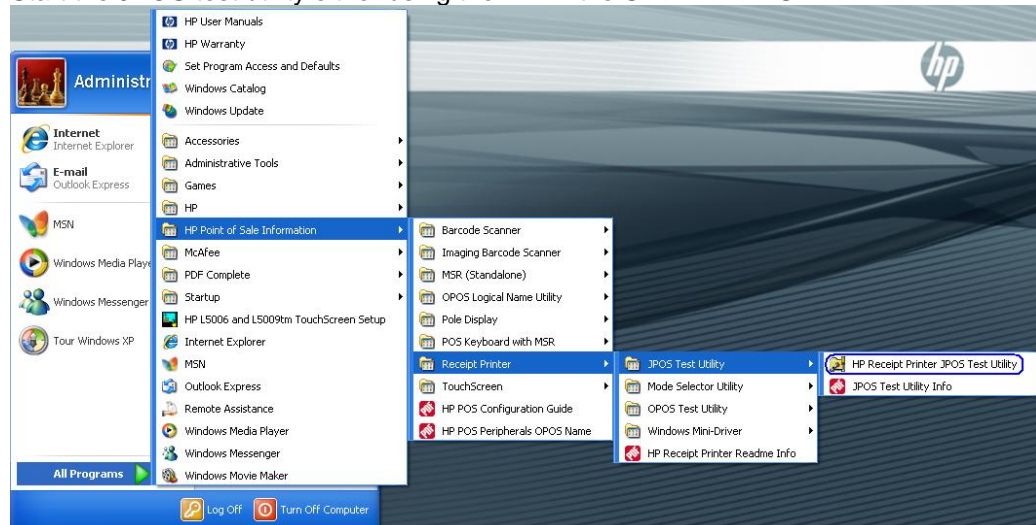 hp
Administr
Internet
Internet Explorer
E-mail
Outlook Express
MSN
Windows Media Playe
Windows Messenger
Tour Windows XP
All Programs
HP User Manuals
HP Warranty
Set Program Access and Defaults
Windows Catalog
Windows Update
Accessories
Administrative Tools
Games
HP
HP Point of Sale Information
McAfee
PDF Complete
Startup
HP L5006 and L5009tm TouchScreen Setup
Internet Explorer
MSN
Outlook Express
Remote Assistance
Windows Media Player
Windows Messenger
Windows Movie Maker
Barcode Scanner
Imaging Barcode Scanner
MSR (Standalone)
OPOS Logical Name Utility
Pole Display
POS Keyboard with MSR
Receipt Printer
TouchScreen
HP POS Configuration Guide
HP POS Peripherals OPOS Name
JPOS Test Utility
Mode Selector Utility
OPOS Test Utility
Windows Mini-Driver
HP Receipt Printer Readme Info
HP Receipt Printer JPOS Test Utility
JPOS Test Utility Info
Log Off
Turn Off Computer